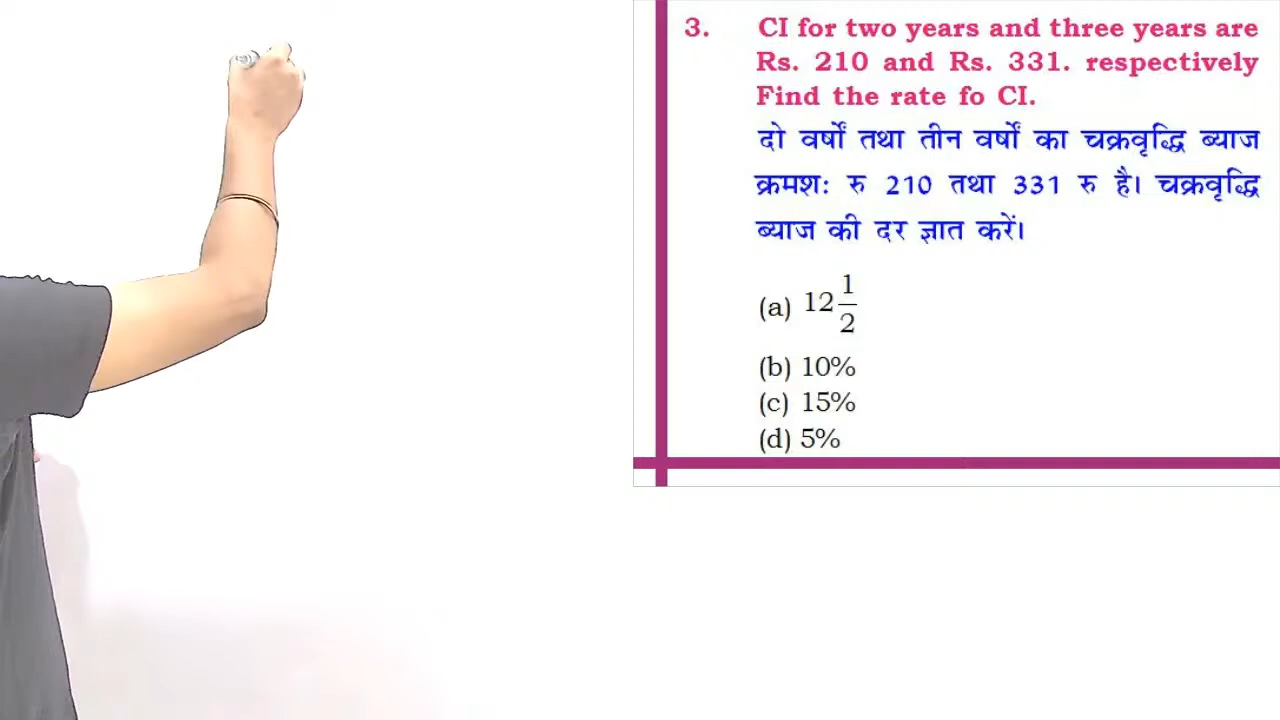 3. CI for two years and three years are
Rs. 210 and Rs. 331. respectively
Find the rate fo CI.
दो वर्षों तथा तीन वर्षों का चक्रवृद्धि ब्याज
क्रमशः रु 210 तथा 331 रु है। चक्रवृद्धि
ब्याज की दर ज्ञात करें।
(a) 12 1/2
(b) 10%
(c) 15%
(d) 5%